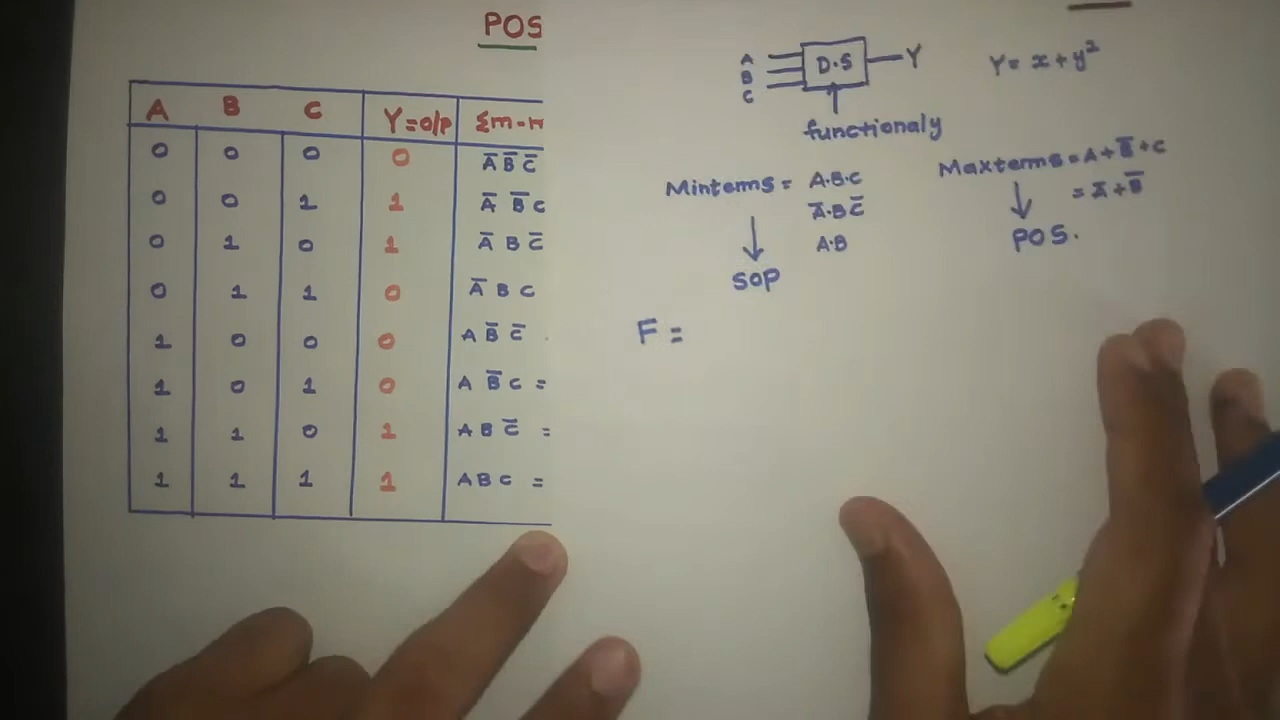 POS
A B C Y=o/p Σm-
0 0 0 0 A̅ B̅ C̅
0 0 1 1 A̅ B̅ C
0 1 0 1 A̅ B C̅
0 1 1 0 A̅ B C
1 0 0 0 A B̅ C̅
1 0 1 0 A B̅ C =
1 1 0 1 A B C̅ =
1 1 1 1 A B C =
A
B
C
D.S
Y
functionaly
Y= x+y²
Minterms = A.B.C
A̅.B.C̅
A.B
SOP
Maxterms = A+B̅+C
= A̅+B̅
POS.
F =